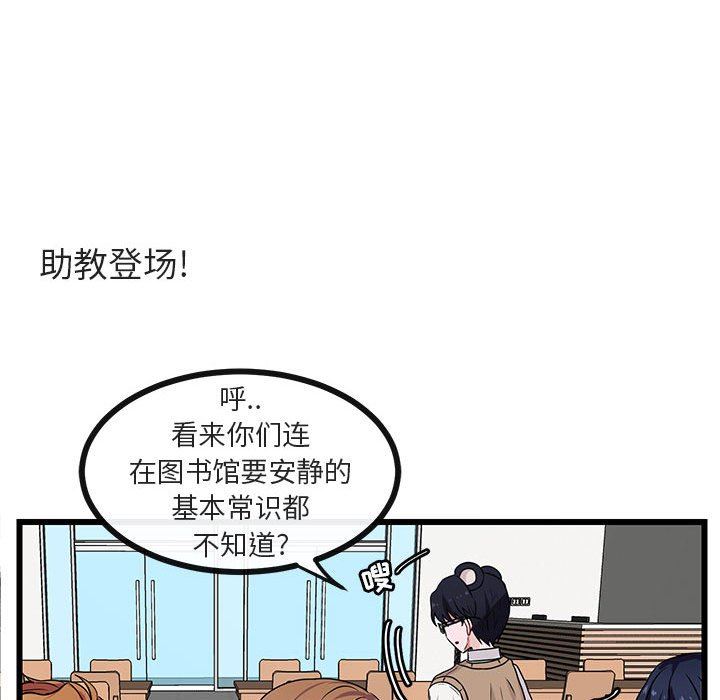 助教登场!
呼..
看来你们连
在图书馆要安静的
基本常识都
不知道?
嗖